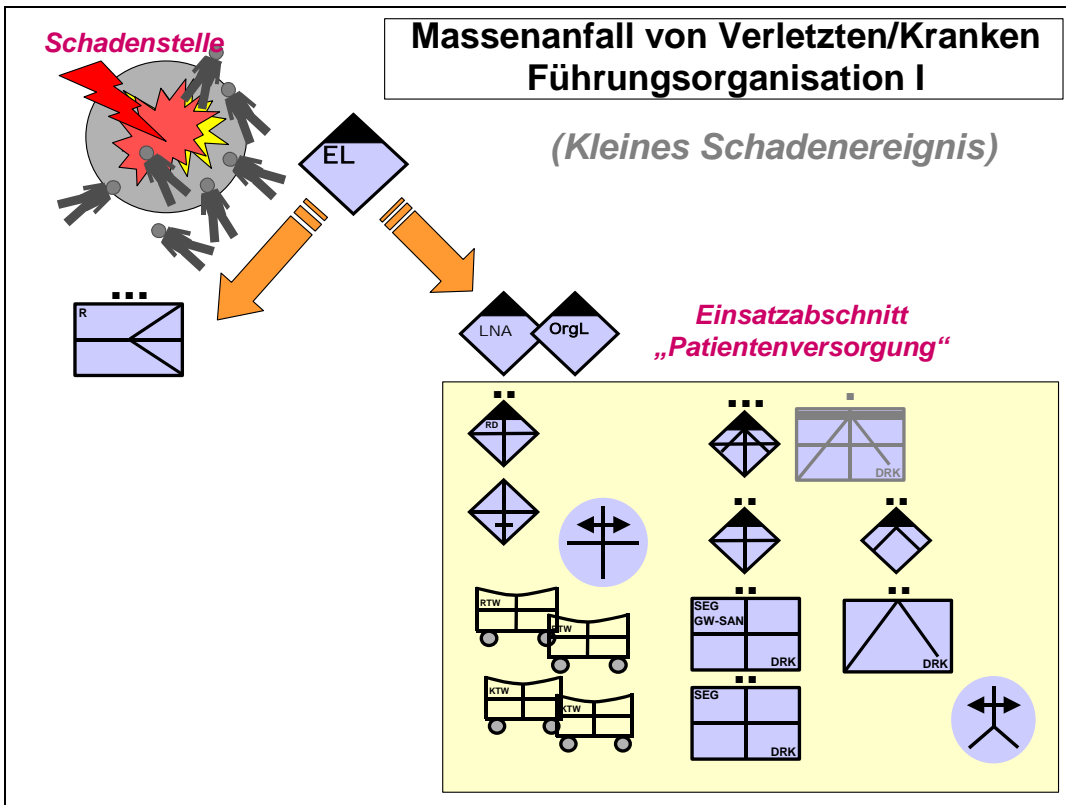 Schadenstelle
Massenanfall von Verletzten/Kranken
Führungsorganisation I
(Kleines Schadenereignis)
EL
R
LNA
OrgL
Einsatzabschnitt
„Patientenversorgung“
RD
DRK
RTW
RTW
KTW
KTW
SEG
GW-SAN
DRK
DRK
SEG
DRK